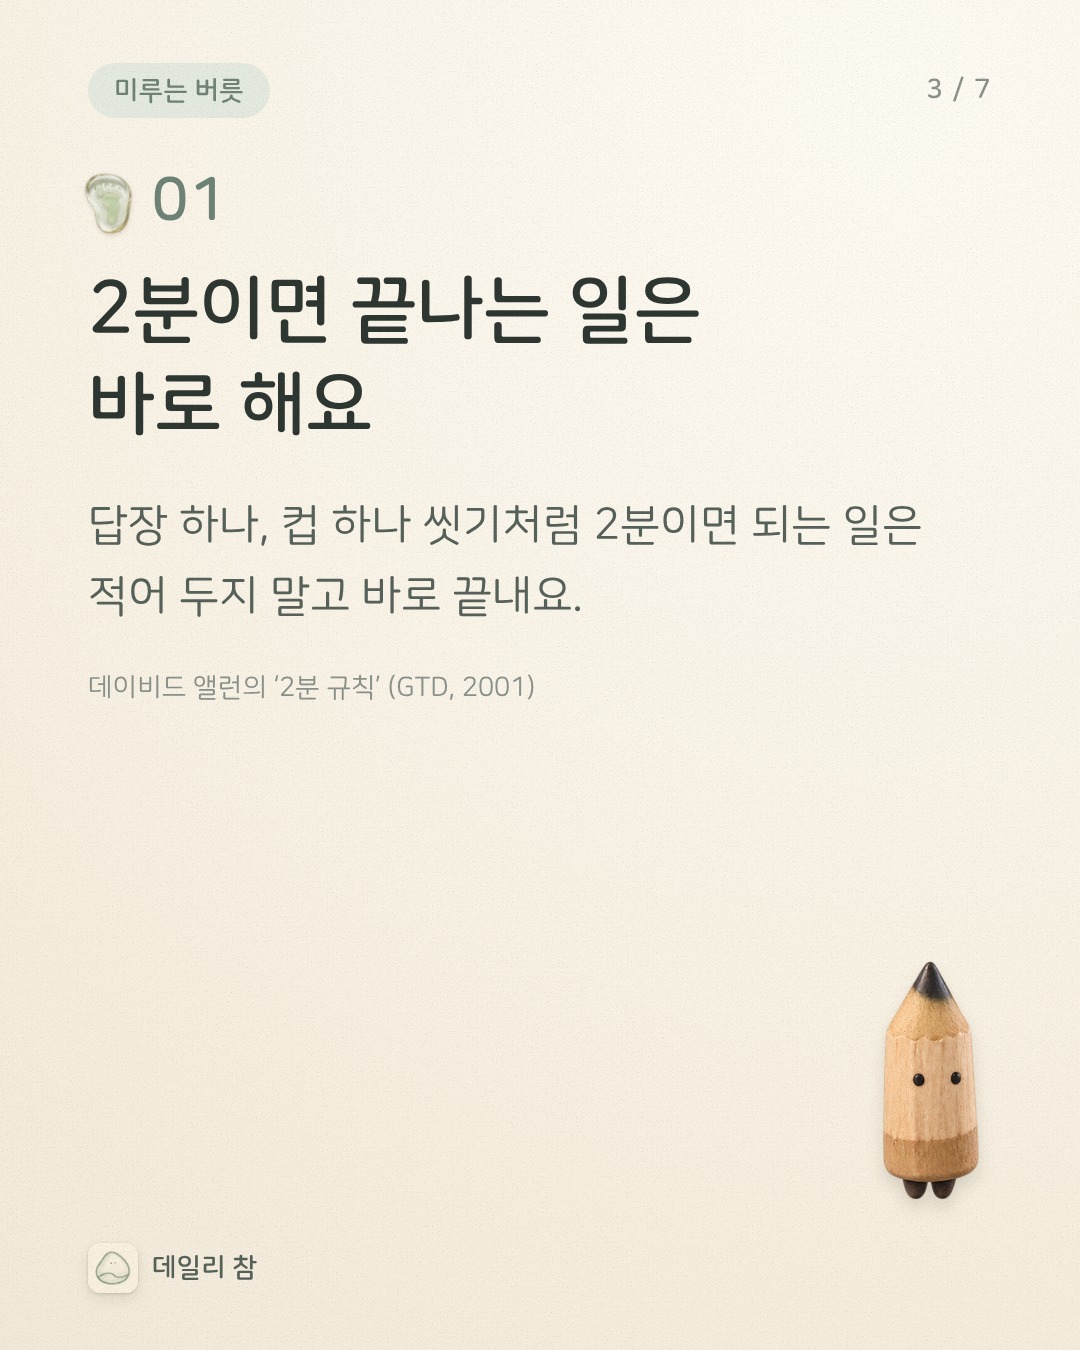 미루는 버릇
3 / 7
01
2분이면 끝나는 일은
바로 해요
답장 하나, 컵 하나 씻기처럼 2분이면 되는 일은
적어 두지 말고 바로 끝내요.
데이비드 앨런의 ‘2분 규칙’ (GTD, 2001)
데일리 참